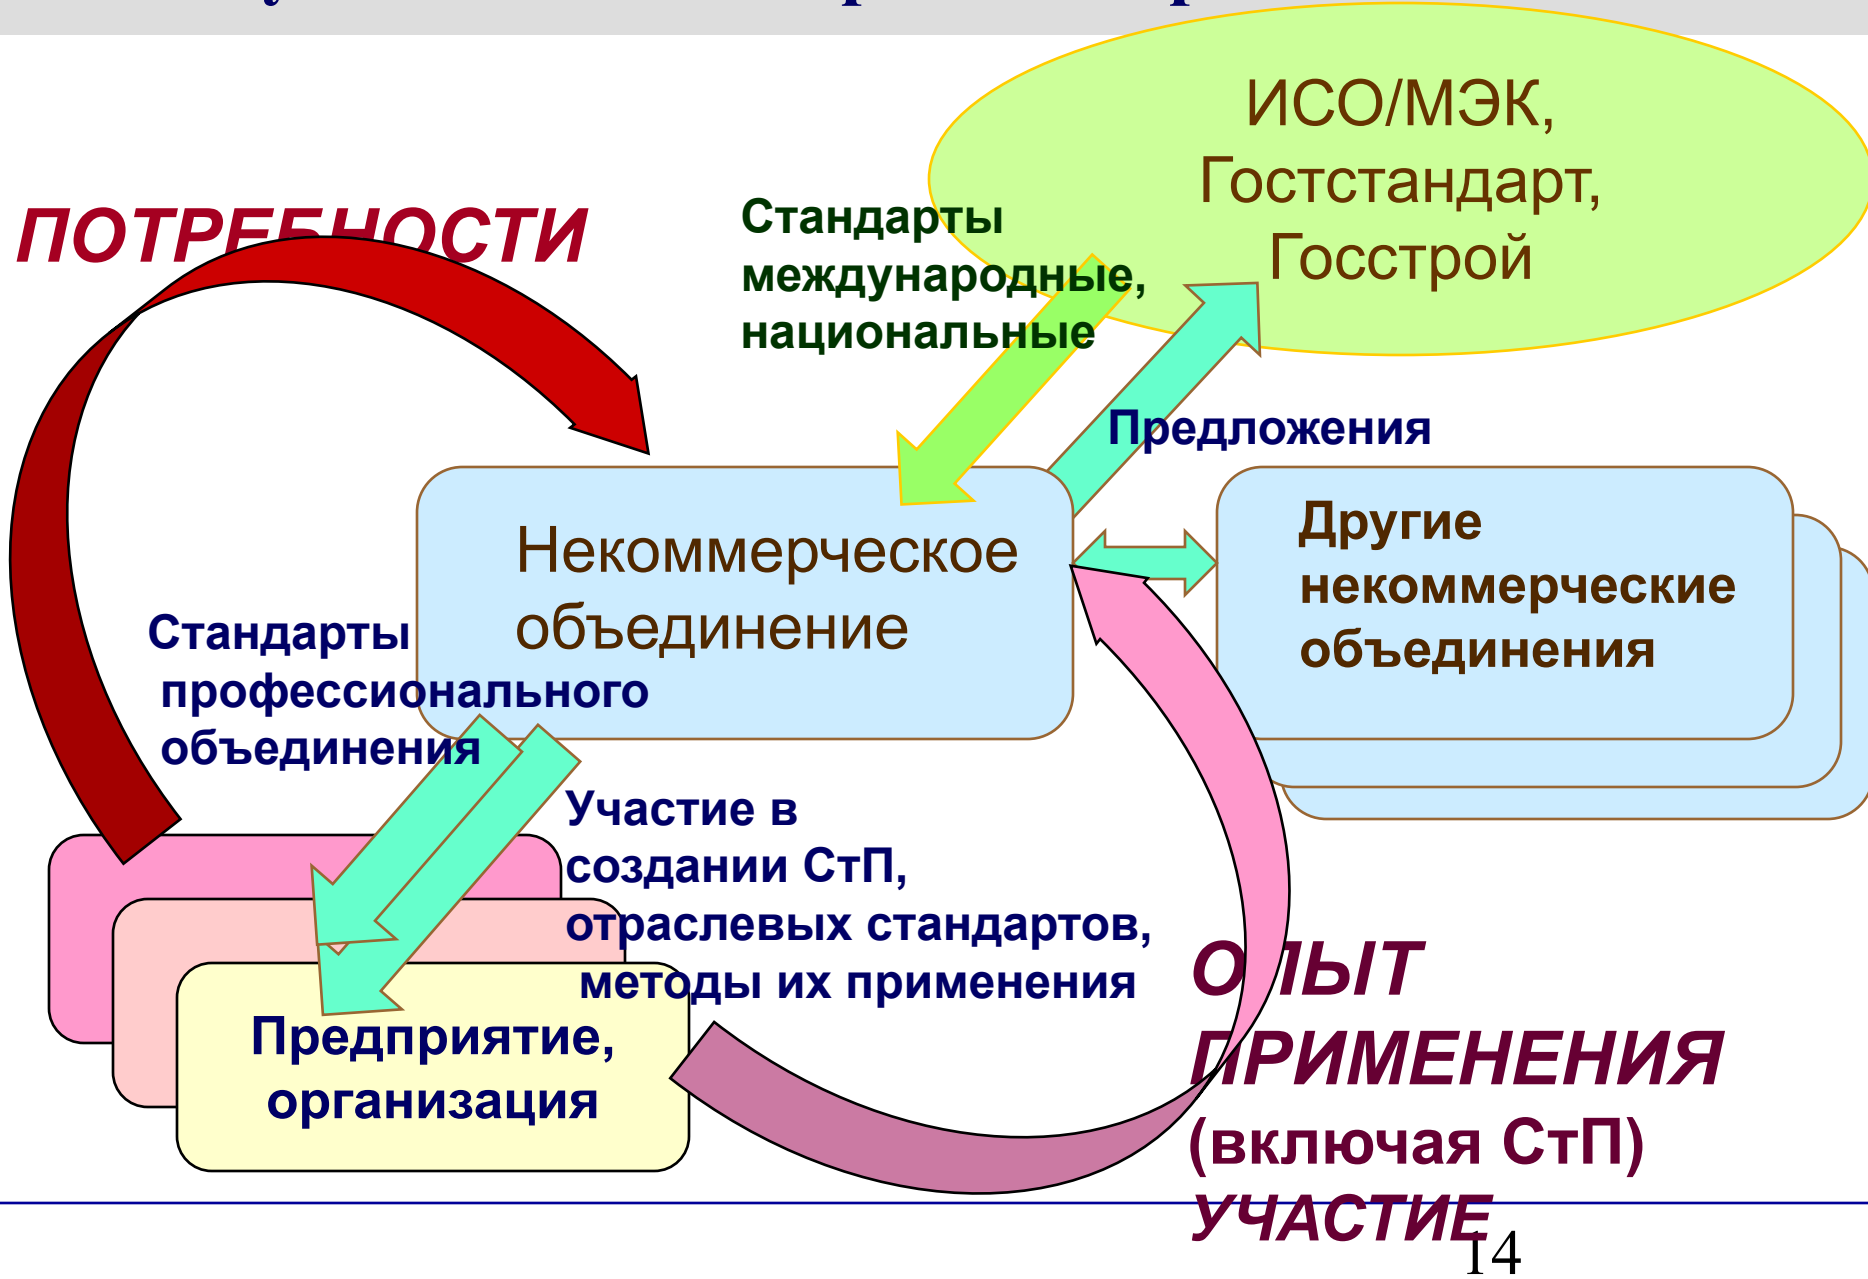 ИСО/МЭК,
Гостстандарт,
Госстрой
ПОТРЕБНОСТИ
Стандарты
международные,
национальные
Предложения
Некоммерческое
объединение
Другие
некоммерческие
объединения
Стандарты
профессионального
объединения
Участие в
создании СтП,
отраслевых стандартов,
методы их применения
Предприятие,
организация
ОПЫТ
ПРИМЕНЕНИЯ
(включая СтП)
УЧАСТИЕ
14